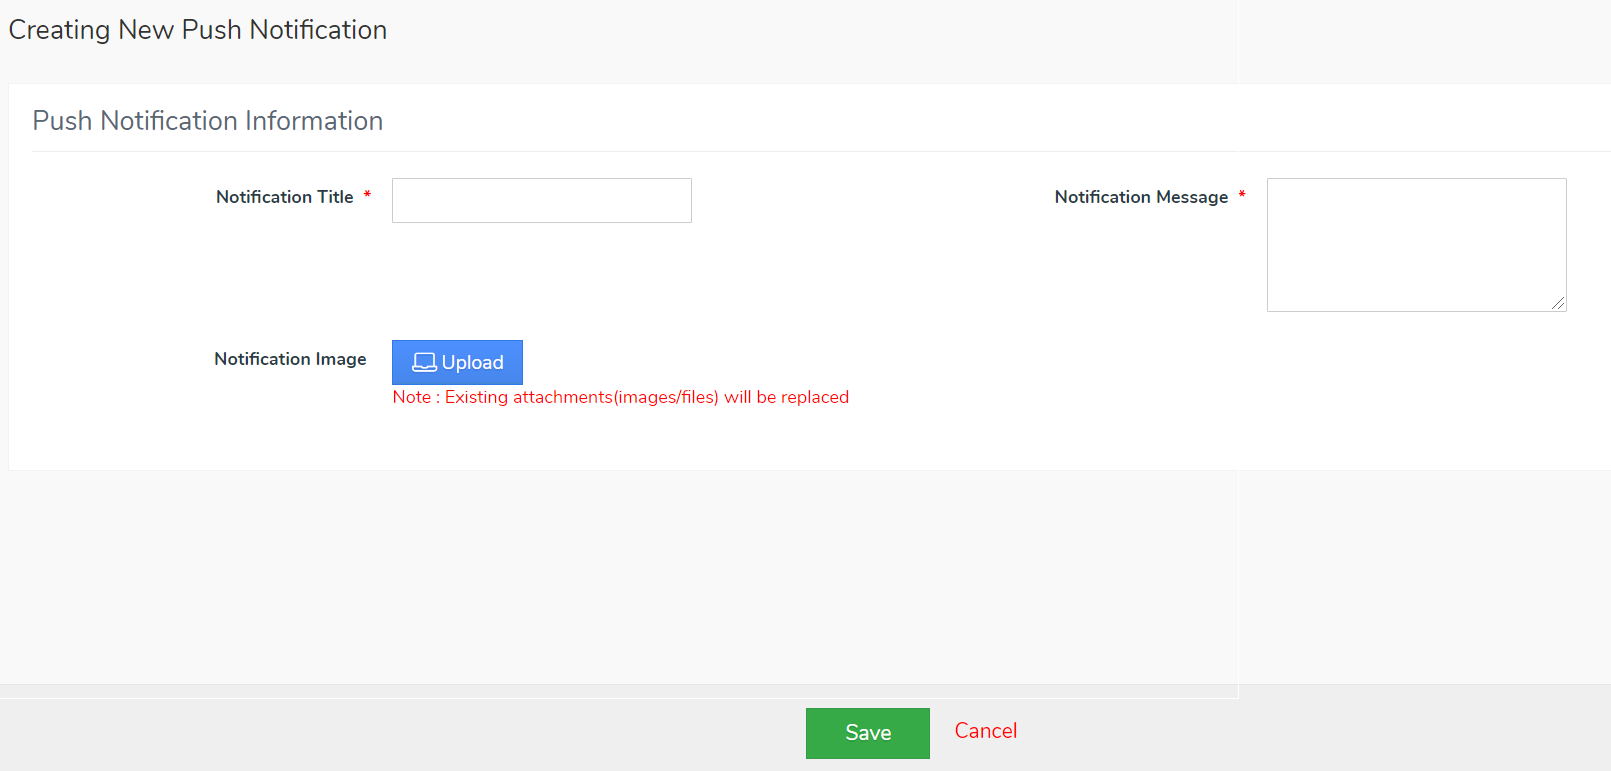 Creating New Push Notification
Push Notification Information
Notification Title *
Notification Message *
Notification Image
Upload
Note : Existing attachments(images/files) will be replaced
Save
Cancel